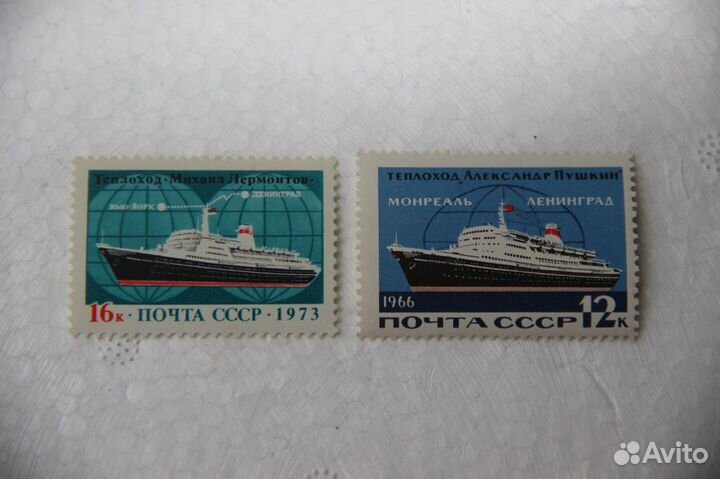 Теплоход · Михаил Лермонтов ·
НЬЮ-ЙОРК
ЛЕНИНГРАД
16к · ПОЧТА СССР · 1973
ТЕПЛОХОД „АЛЕКСАНДР ПУШКИН"
МОНРЕАЛЬ ЛЕНИНГРАД
1966
ПОЧТА СССР 12к
Avito